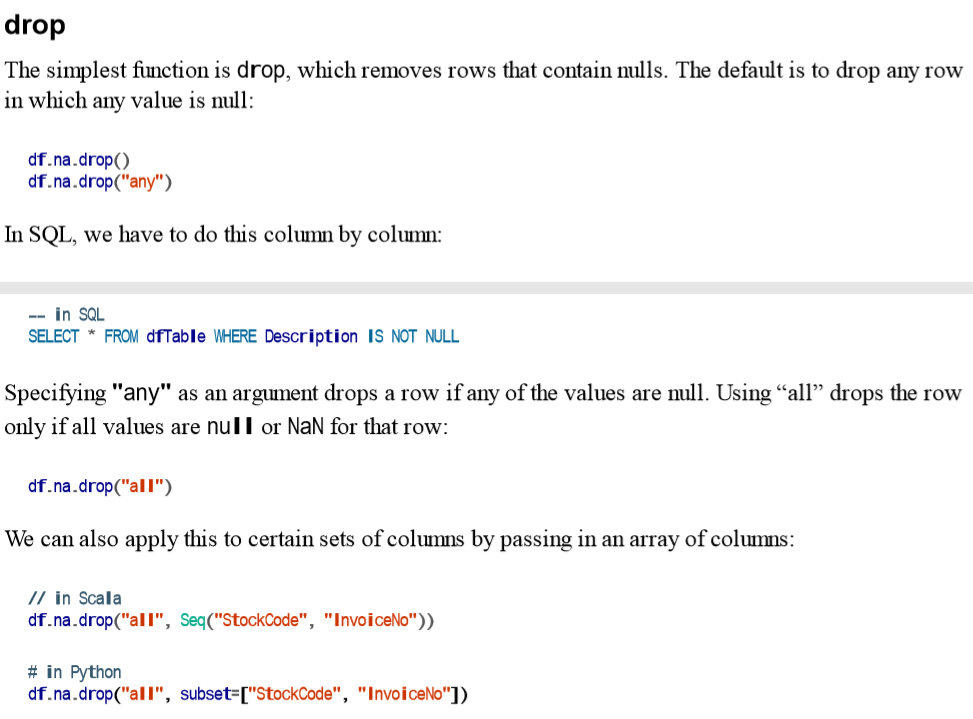 drop
The simplest function is drop, which removes rows that contain nulls. The default is to drop any row
in which any value is null:
df.na.drop()
df.na.drop("any")
In SQL, we have to do this column by column:
-- in SQL
SELECT * FROM dfTable WHERE Description IS NOT NULL
Specifying "any" as an argument drops a row if any of the values are null. Using “all” drops the row
only if all values are null or NaN for that row:
df.na.drop("all")
We can also apply this to certain sets of columns by passing in an array of columns:
// in Scala
df.na.drop("all", Seq("StockCode", "InvoiceNo"))
# in Python
df.na.drop("all", subset=["StockCode", "InvoiceNo"])